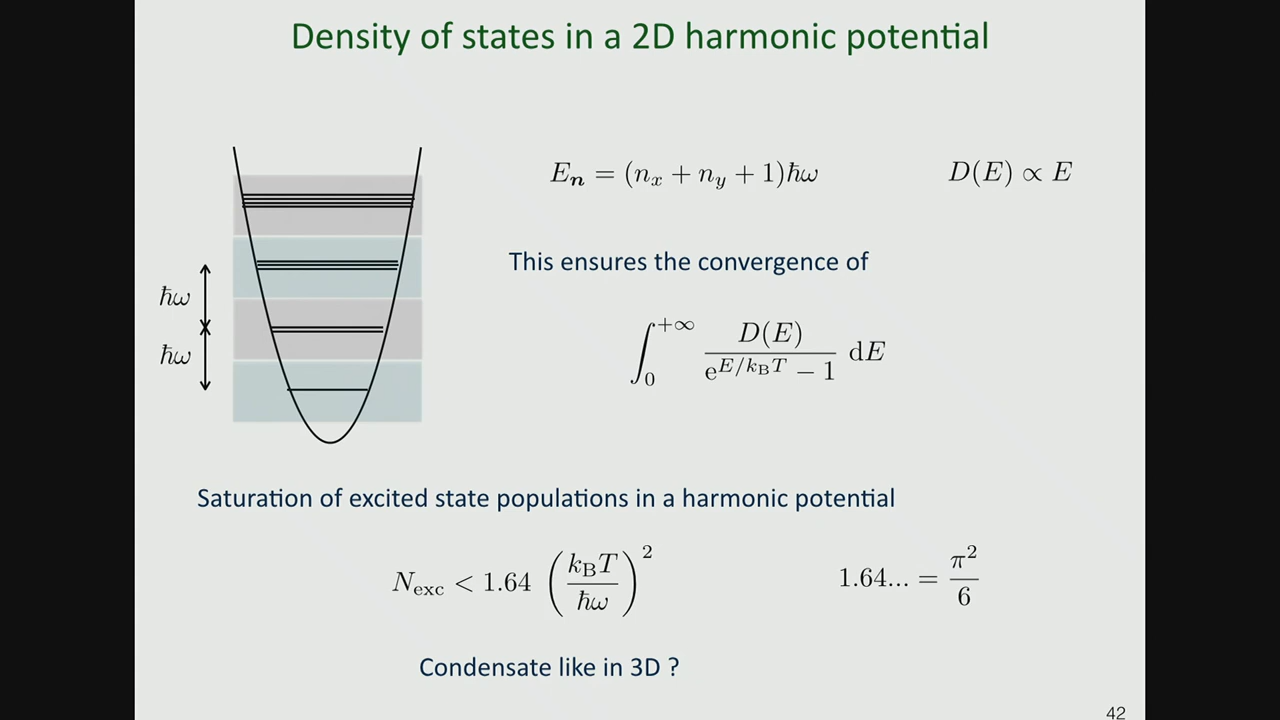 Density of states in a 2D harmonic potential
E_n = (n_x + n_y + 1)ħω
D(E) ∝ E
This ensures the convergence of
ħω
ħω
∫_0^{+∞} D(E) / (e^{E/k_B T} − 1) dE
Saturation of excited state populations in a harmonic potential
N_exc < 1.64 (k_B T / ħω)^2
1.64... = π^2 / 6
Condensate like in 3D ?
42